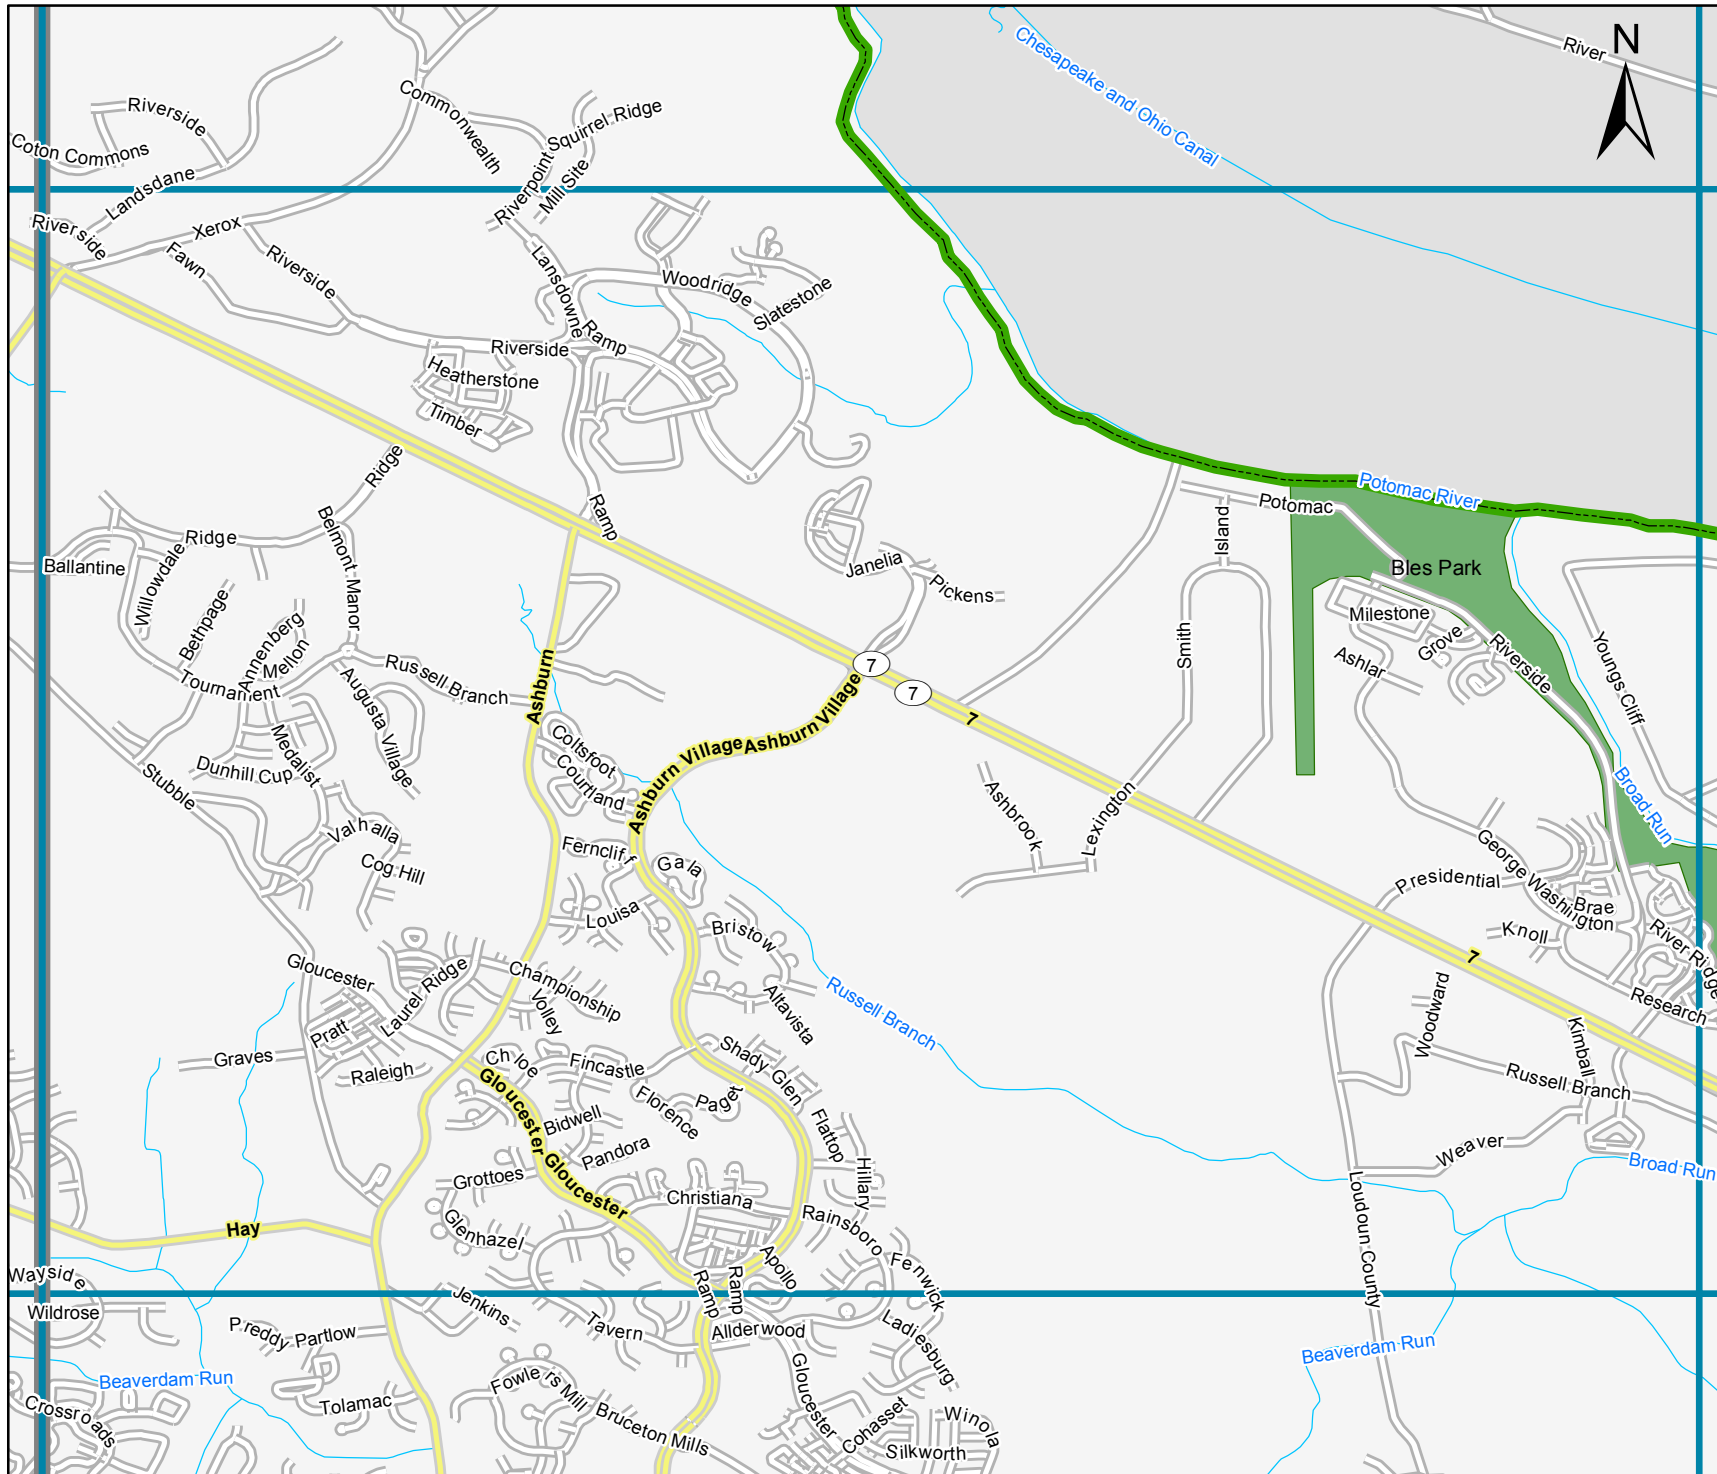 River
N
Chesapeake and Ohio Canal
Commonwealth
Riverside
Squirrel Ridge
Coton Commons
Riverpoint
Mill Site
Landsdane
Xerox
Riverside
Fawn
Riverside
Lansdowne
Woodridge
Slatestone
Ramp
Riverside
Heatherstone
Timber
Ridge
Potomac River
Potomac
Ramp
Belmont Manor
Island
Ridge
Willowdale
Ballantine
Janelia
Pickens
Bles Park
Milestone
Bethpage
Annenberg
Mellon
Tournament
Russell Branch
Augusta Village
Ashburn
Smith
Grove
Ashlar
Riverside
Youngs Cliff
7
7
7
Ashburn Village
Ashburn Village
Medalist
Dunhill Cup
Stubble
Coltsfoot
Courtland
Ashbrook
Lexington
Broad Run
Valhalla
Cog Hill
Ferncliff
Gala
George Washington
Presidential
Brae
Louisa
Bristow
Knoll
River Ridge
7
Gloucester
Laurel Ridge
Championship
Volley
Altavista
Russell Branch
Woodward
Research
Pratt
Kimball
Graves
Raleigh
Chloe
Fincastle
Shady Glen
Gloucester
Florence
Paget
Russell Branch
Bidwell
Flattop
Pandora
Weaver
Gloucester
Grottoes
Hillary
Broad Run
Christiana
Loudoun County
Rainsboro
Glenhazel
Hay
Apollo
Fenwick
Wayside
Ramp
Ramp
Wildrose
Jenkins
Tavern
Allderwood
Ladiesburg
Preddy
Partlow
Beaverdam Run
Beaverdam Run
Gloucester
Fowlers Mill
Tolamac
Crossroads
Bruceton Mills
Cohasset
Winola
Silkworth